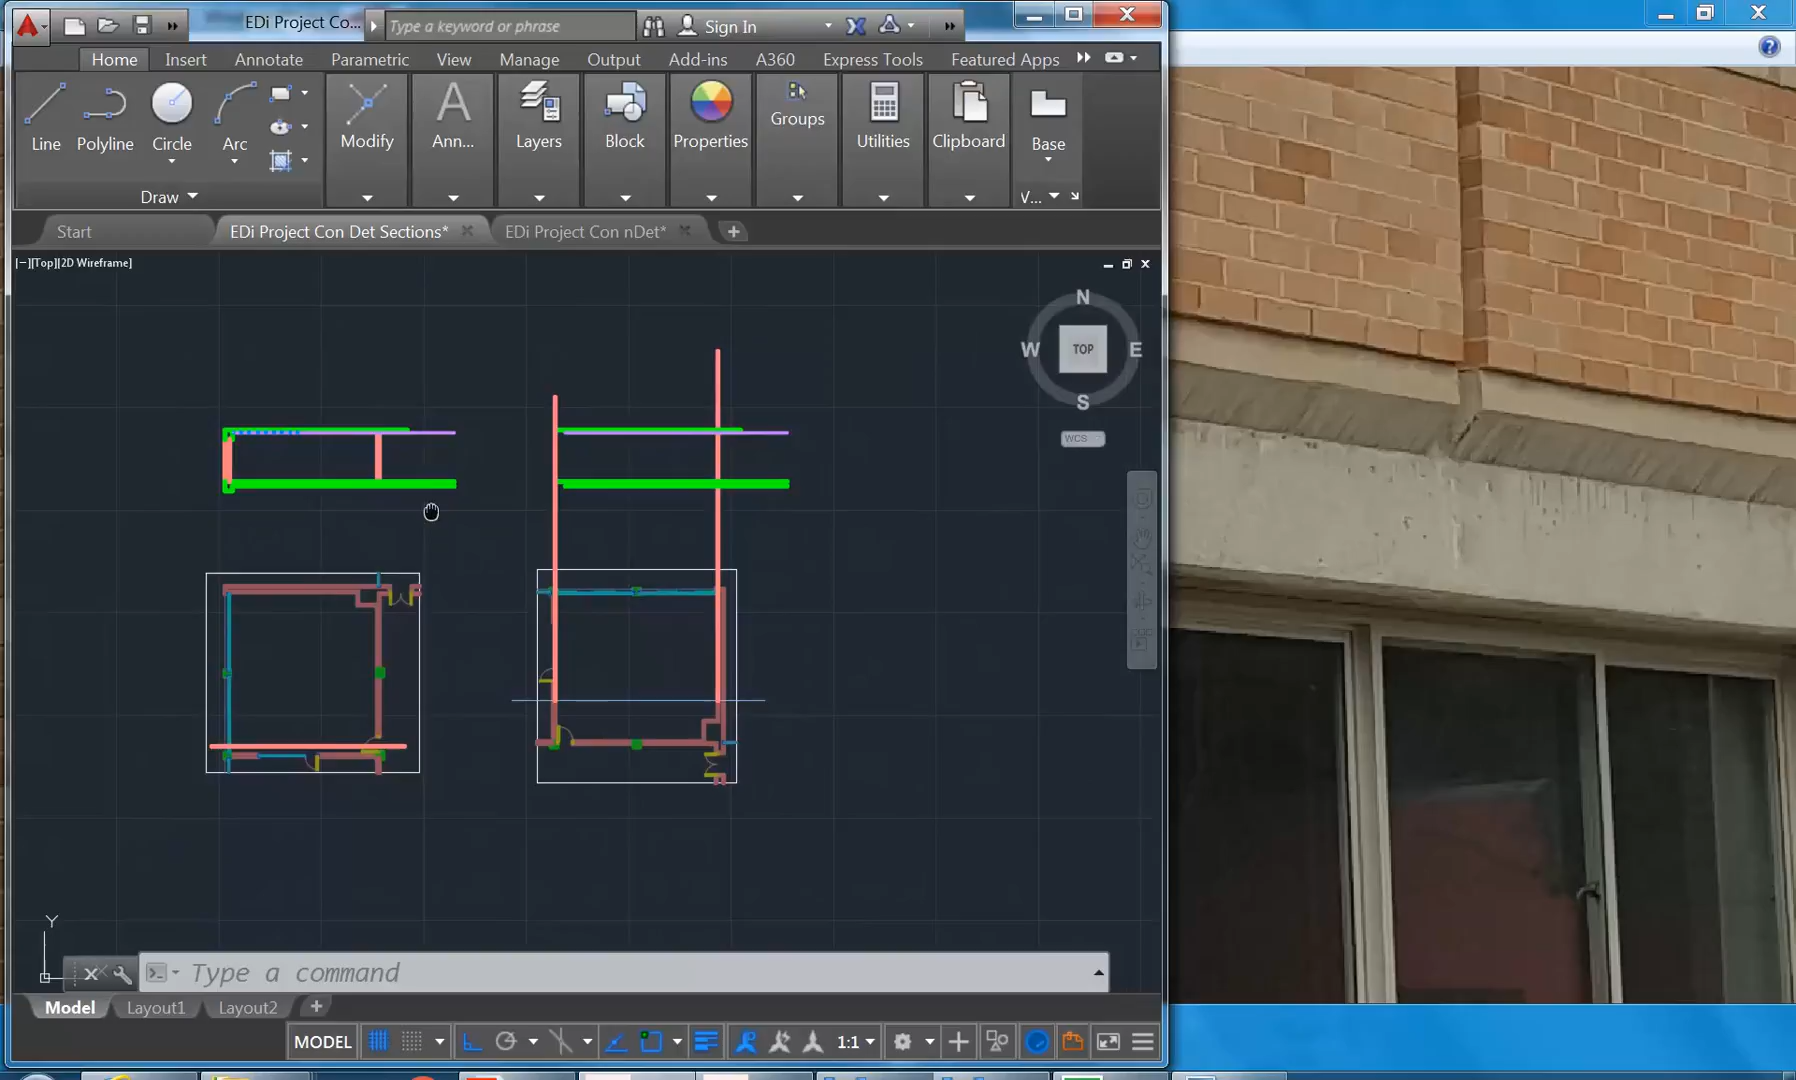 EDi Project Co...
Type a keyword or phrase
Sign In
Home Insert Annotate Parametric View Manage Output Add-ins A360 Express Tools Featured Apps
Line Polyline Circle Arc Modify Ann... Layers Block Properties Groups Utilities Clipboard Base
Draw V...
Start EDi Project Con Det Sections* EDi Project Con nDet*
[−][Top][2D Wireframe]
N
W TOP E
S
WCS
Y
Type a command
Model Layout1 Layout2
MODEL 1:1